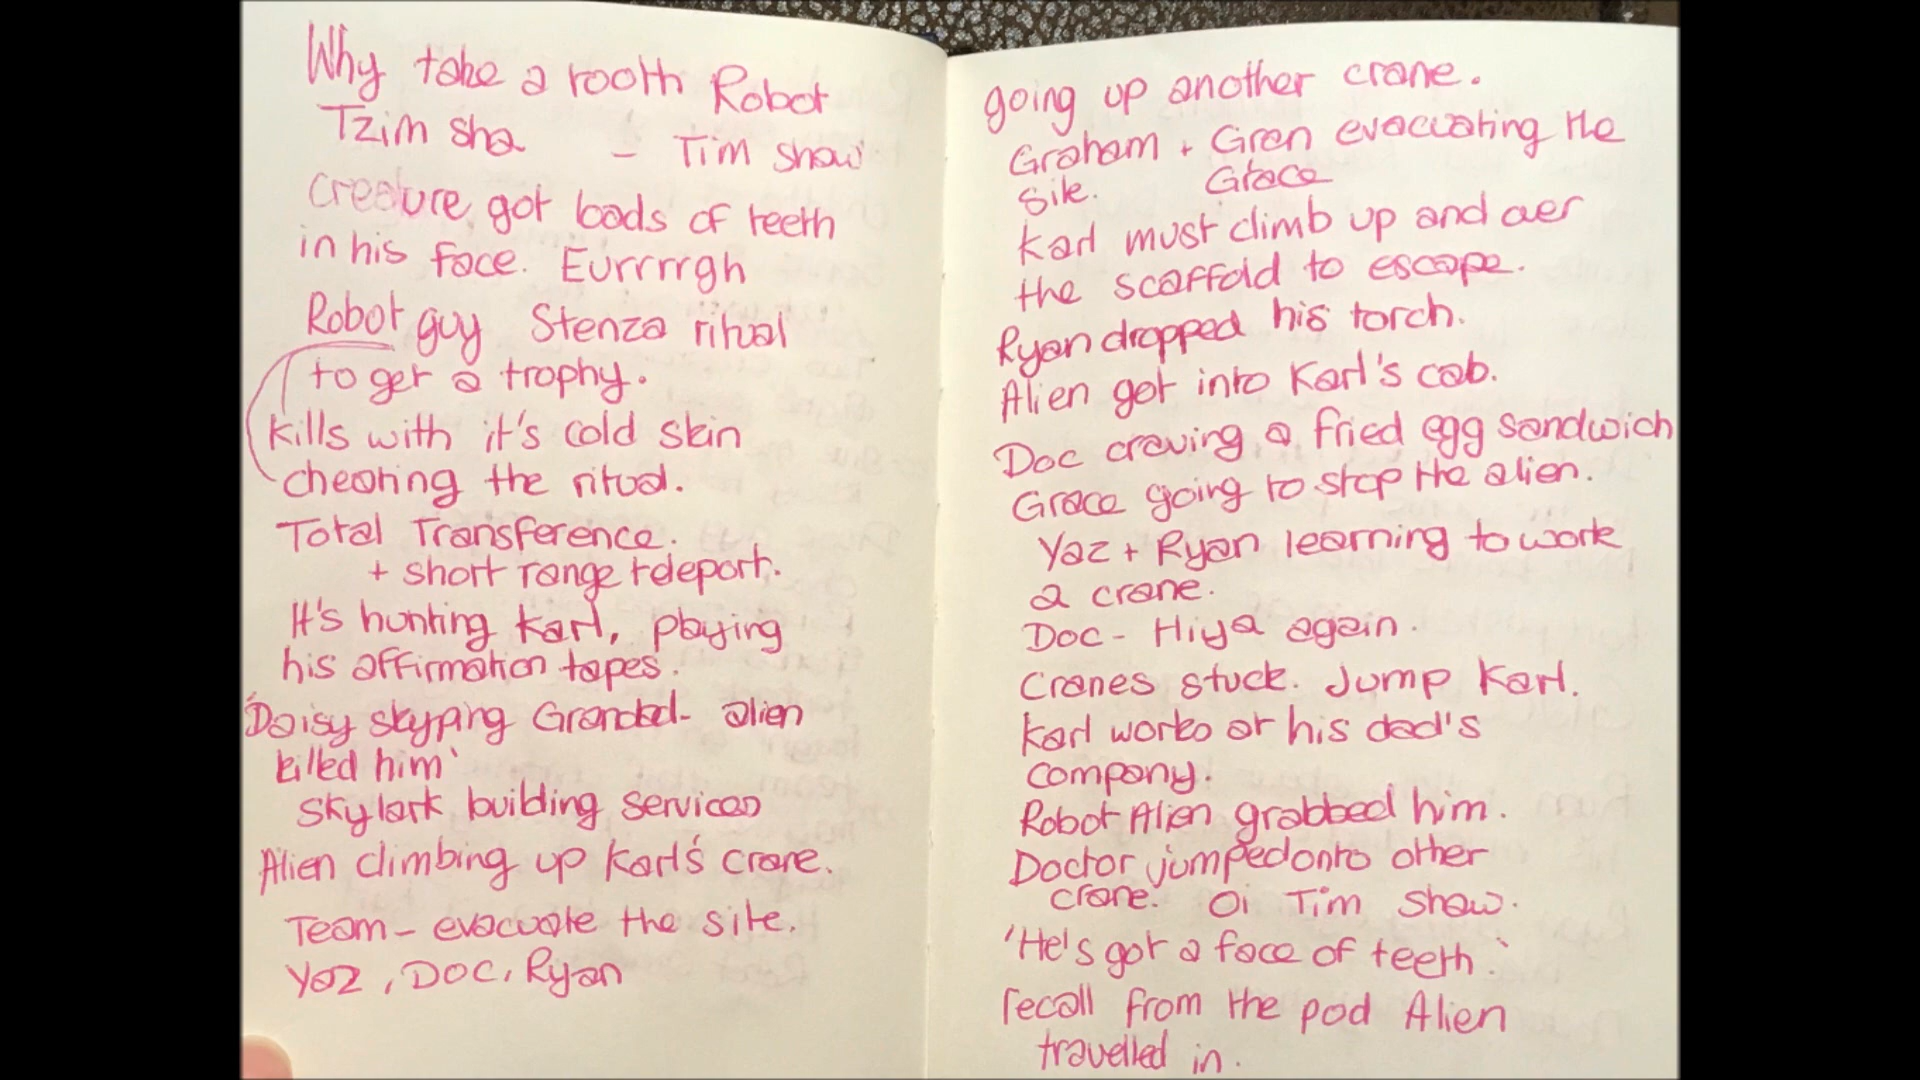 Why take a tooth Robot
Tzim sha - Tim Shaw
creature got loads of teeth
in his face. Eurrrrgh
Robot guy Stenza ritual
to get a trophy.
kills with it's cold skin
cheating the ritual.
Total Transference.
+ short range teleport.
It's hunting Karl, playing
his affirmation tapes.
'Daisy skyping Grandad- alien
killed him'
Skylark building services
Alien climbing up Karl's crane.
Team - evacuate the site.
Yaz, Doc, Ryan
going up another crane.
Graham + Gran evacuating the
site. Grace
Karl must climb up and over
the scaffold to escape.
Ryan dropped his torch.
Alien got into Karl's cab.
Doc craving a fried egg sandwich
Grace going to stop the alien.
Yaz + Ryan learning to work
a crane.
Doc - Hiya again.
Cranes stuck. Jump Karl.
Karl works at his dad's
company.
Robot Alien grabbed him.
Doctor jumped onto other
crane. Oi Tim Shaw.
'He's got a face of teeth.'
recall from the pod Alien
travelled in.